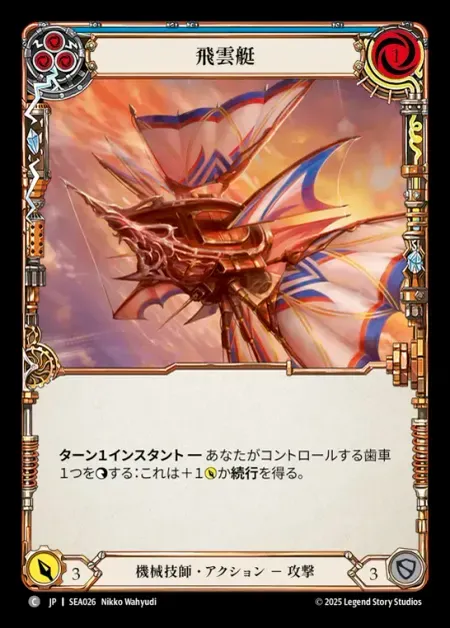 1
飛雲艇
ターン1インスタント ― あなたがコントロールする歯車
1つをする：これは＋1か続行を得る。
3
機械技師・アクション － 攻撃
3
C JP | SEA026 Nikko Wahyudi
© 2025 Legend Story Studios